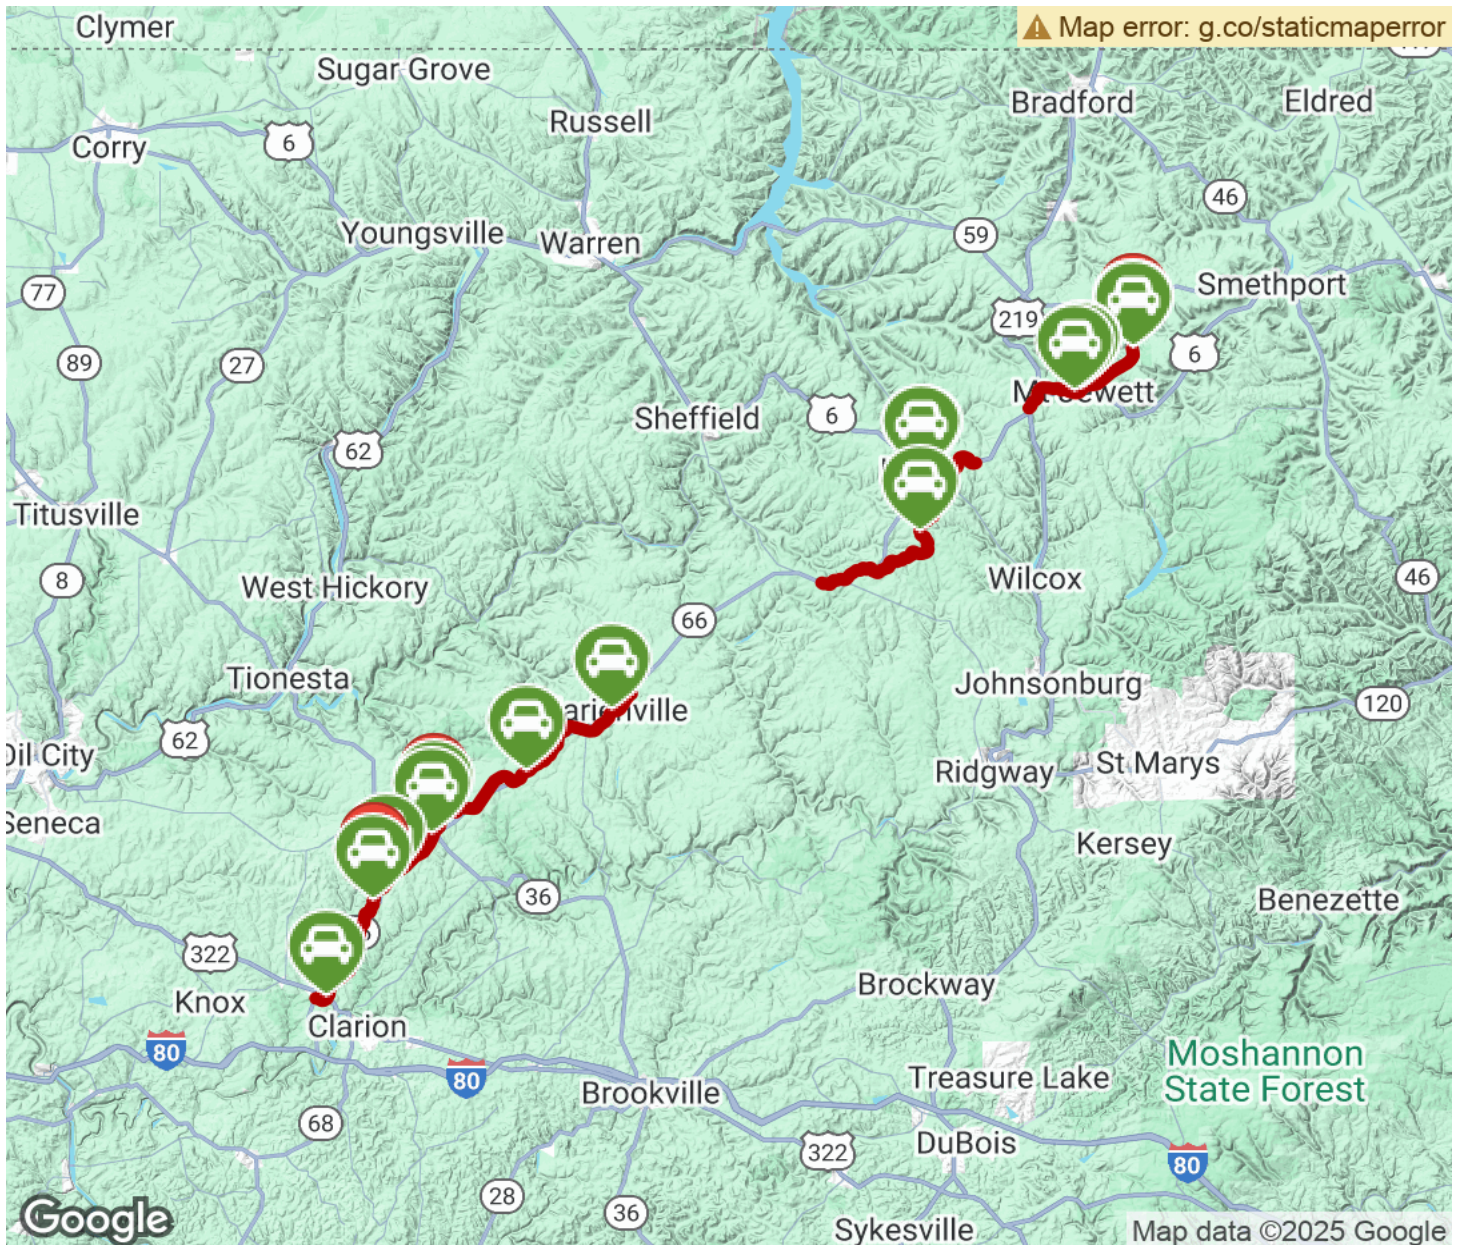 Clymer
Map error: g.co/staticmaperror
Sugar Grove
Bradford
Eldred
Russell
6
Corry
46
Youngsville
Warren
59
77
Smethport
219
89
27
6
Sheffield
6
62
Titusville
8
West Hickory
Wilcox
46
66
Tionesta
Johnsonburg
120
62
Oil City
St Marys
Ridgway
Seneca
Kersey
36
Benezette
322
Brockway
Knox
Clarion
80
Moshannon
State Forest
80
Treasure Lake
Brookville
68
DuBois
322
80
28
36
Google
Sykesville
Map data ©2025 Google